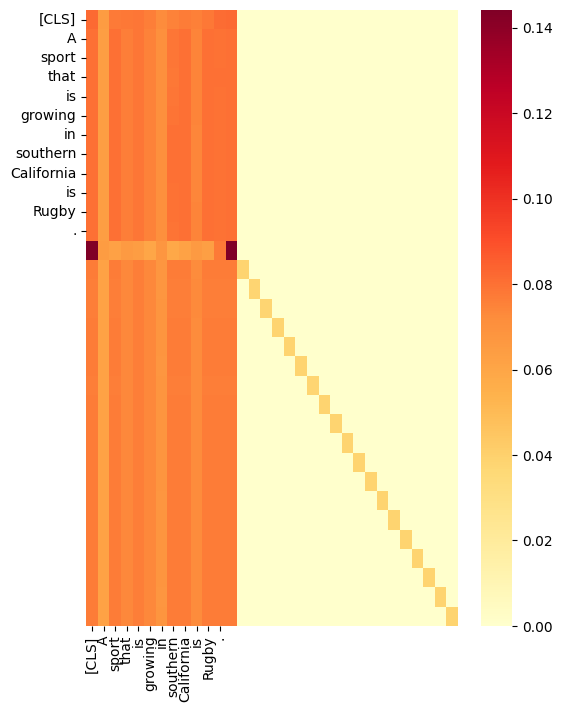 [CLS]
A
sport
that
is
growing
in
southern
California
is
Rugby
.
0.14
0.12
0.10
0.08
0.06
0.04
0.02
0.00
[CLS]
A
sport
that
is
growing
in
southern
California
is
Rugby
.